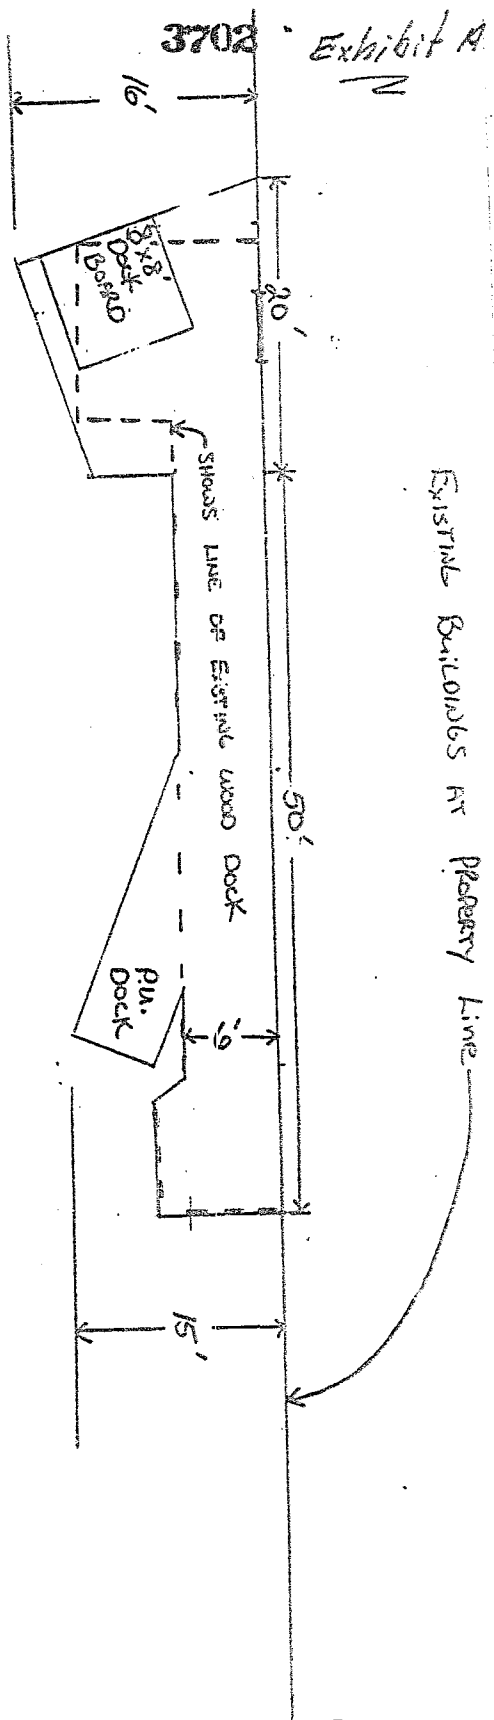 3702
Exhibit A
16'
8'x8'
Dock
BOARD
20'
SHOWS LINE OF EXISTING WOOD DOCK
EXISTING BUILDINGS AT PROPERTY LINE
50'
P.U.
DOCK
6'
15'